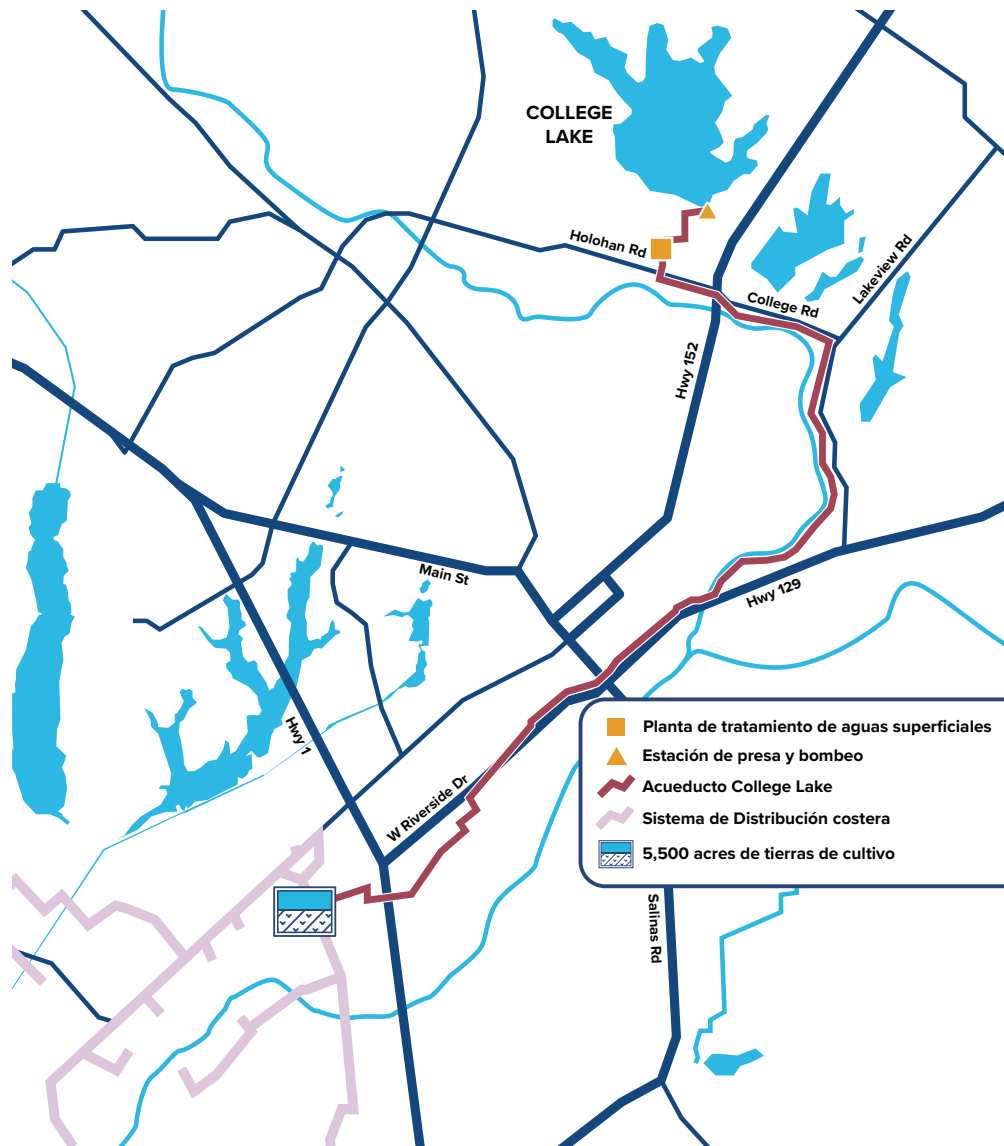 COLLEGE
LAKE
Holohan Rd
College Rd
Lakeview Rd
Hwy 152
Main St
Hwy 129
Hwy 1
W Riverside Dr
Planta de tratamiento de aguas superficiales
Estación de presa y bombeo
Acueducto College Lake
Sistema de Distribución costera
5,500 acres de tierras de cultivo
Salinas Rd